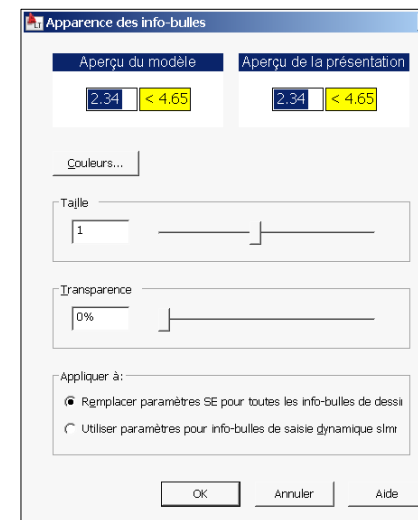 Apparence des info-bulles
Aperçu du modèle Aperçu de la présentation
2.34 < 4.65 2.34 < 4.65
Couleurs...
Taille
1
Transparence
0%
Appliquer à:
Remplacer paramètres SE pour toutes les info-bulles de dessi
Utiliser paramètres pour info-bulles de saisie dynamique
OK Annuler Aide